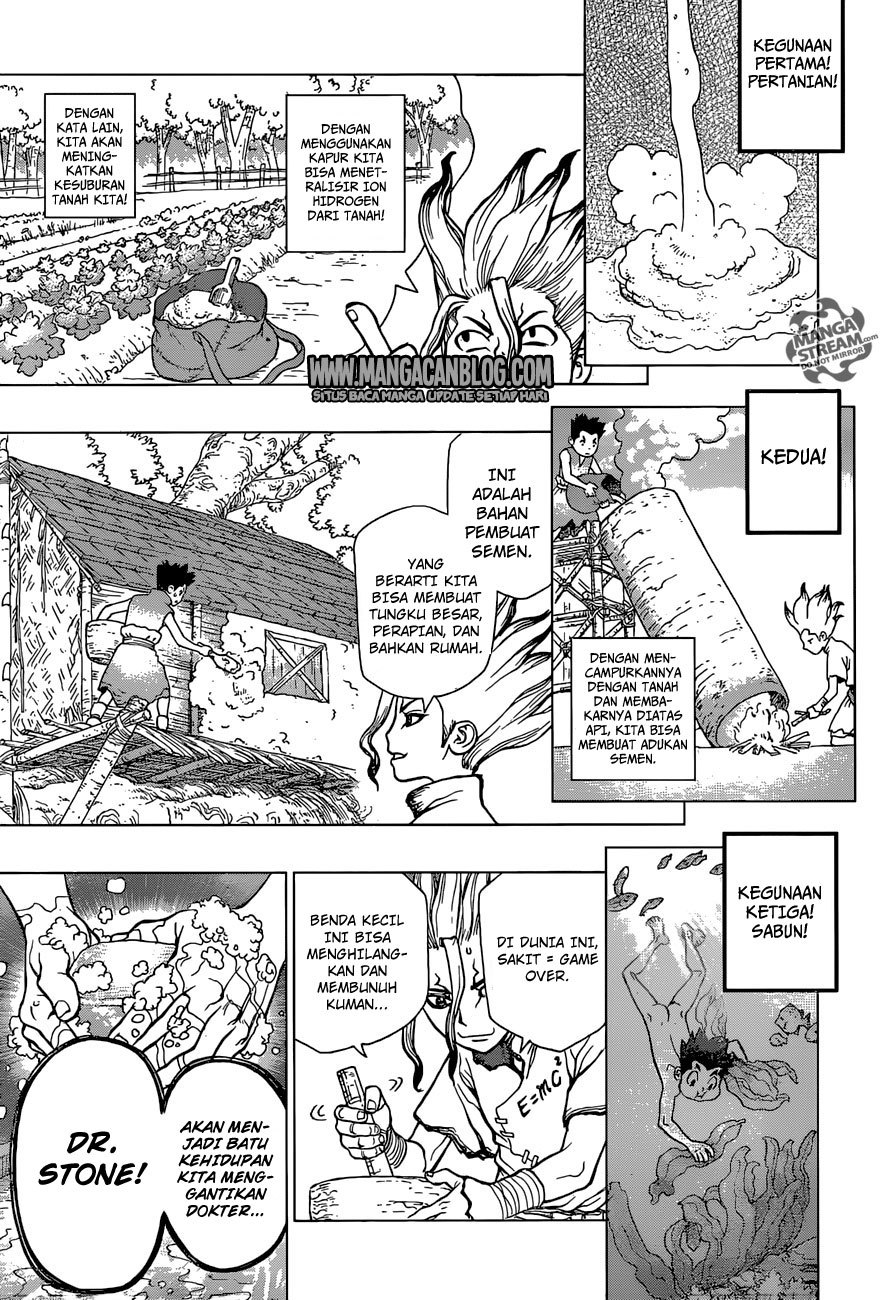 KEGUNAAN
PERTAMA!
PERTANIAN!
DENGAN
MENGGUNAKAN
KAPUR KITA
BISA MENET-
RALISIR ION
HIDROGEN
DARI TANAH!
DENGAN
KATA LAIN,
KITA AKAN
MENING-
KATKAN
KESUBURAN
TANAH KITA!
MANGA
STREAM.com
DO NOT MIRROR!
WWW.MANGACANBLOG.COM
SITUS BACA MANGA UPDATE SETIAP HARI
KEDUA!
DENGAN MEN-
CAMPURKANNYA
DENGAN TANAH
DAN MEMBA-
KARNYA DIATAS
API, KITA BISA
MEMBUAT ADUKAN
SEMEN.
INI
ADALAH
BAHAN
PEMBUAT
SEMEN.
YANG
BERARTI KITA
BISA MEMBUAT
TUNGKU BESAR,
PERAPIAN, DAN
BAHKAN RUMAH.
KEGUNAAN
KETIGA!
SABUN!
DI DUNIA INI,
SAKIT = GAME
OVER.
BENDA KECIL
INI BISA
MENGHILANG-
KAN DAN
MEMBUNUH
KUMAN...
E=mc²
AKAN MEN-
JADI BATU
KEHIDUPAN
KITA MENG-
GANTIKAN
DOKTER...
DR.
STONE!